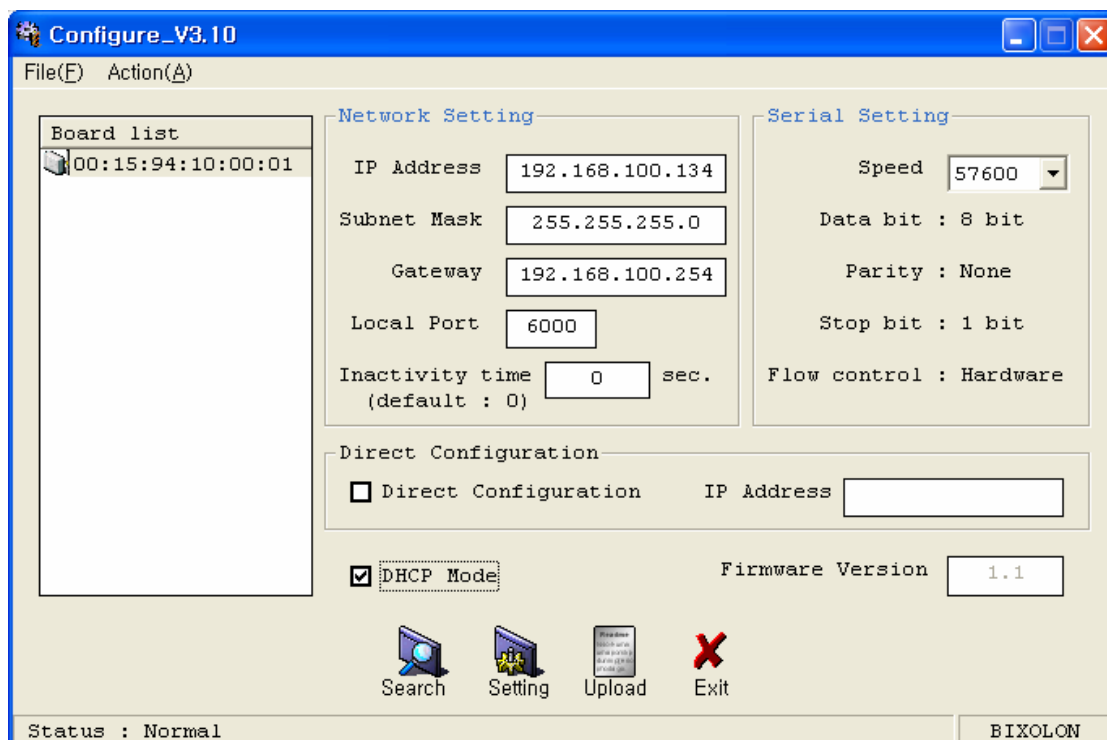 Configure_V3.10
File(F) Action(A)
Board list
00:15:94:10:00:01
Network Setting
IP Address 192.168.100.134
Subnet Mask 255.255.255.0
Gateway 192.168.100.254
Local Port 6000
Inactivity time 0 sec.
(default : 0)
Serial Setting
Speed 57600
Data bit : 8 bit
Parity : None
Stop bit : 1 bit
Flow control : Hardware
Direct Configuration
Direct Configuration IP Address
DHCP Mode Firmware Version 1.1
Readme
Search Setting Upload Exit
Status : Normal BIXOLON